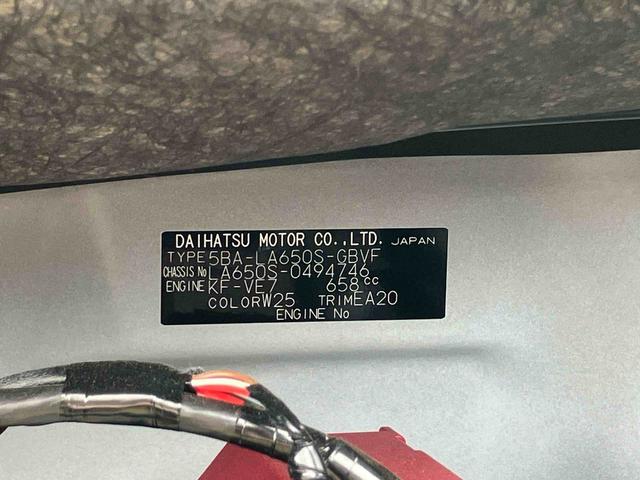 DAIHATSU MOTOR CO.,LTD. JAPAN
TYPE 5BA-LA650S-GBVF
CHASSIS No LA650S-0494746
ENGINE KF-VE7 658cc
COLOR W25 TRIM EA20
ENGINE No